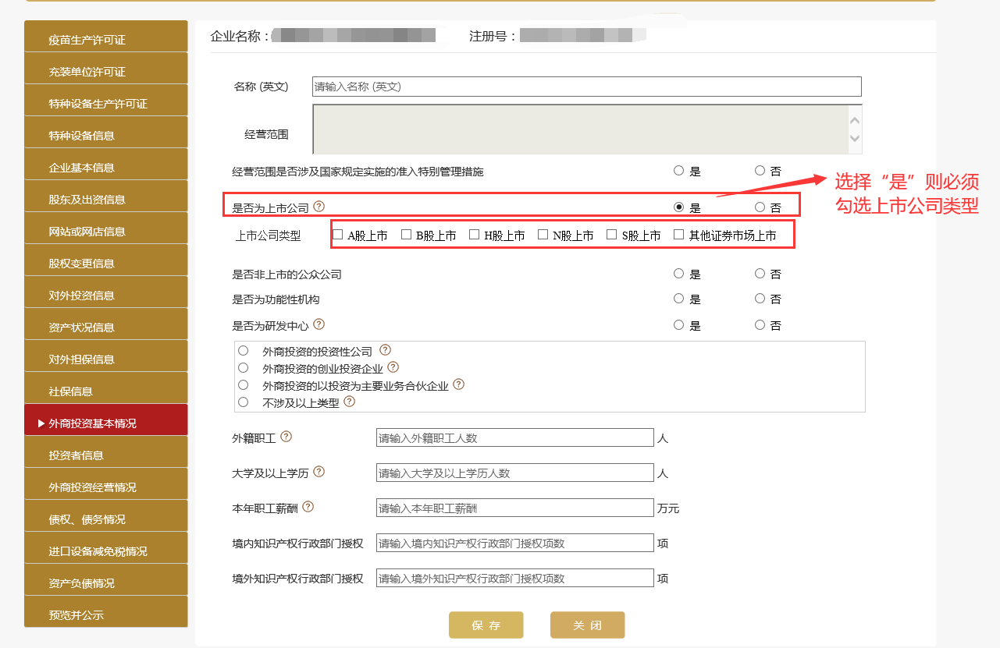 疫苗生产许可证
充装单位许可证
特种设备生产许可证
特种设备信息
企业基本信息
股东及出资信息
网站或网店信息
股权变更信息
对外投资信息
资产状况信息
对外担保信息
社保信息
外商投资基本情况
投资者信息
外商投资经营情况
债权、债务情况
进口设备减免税情况
资产负债情况
预览并公示
企业名称： 注册号：
名称 (英文) 请输入名称 (英文)
经营范围
经营范围是否涉及国家规定实施的准入特别管理措施 是 否
是否为上市公司 ? 是 否
选择“是”则必须
勾选上市公司类型
上市公司类型 A股上市 B股上市 H股上市 N股上市 S股上市 其他证券市场上市
是否非上市的公众公司 是 否
是否为功能性机构 是 否
是否为研发中心 ? 是 否
外商投资的投资性公司 ?
外商投资的创业投资企业 ?
外商投资的以投资为主要业务合伙企业 ?
不涉及以上类型 ?
外籍职工 ? 请输入外籍职工人数 人
大学及以上学历 ? 请输入大学及以上学历人数 人
本年职工薪酬 ? 请输入本年职工薪酬 万元
境内知识产权行政部门授权 请输入境内知识产权行政部门授权项数 项
境外知识产权行政部门授权 请输入境外知识产权行政部门授权项数 项
保 存 关 闭